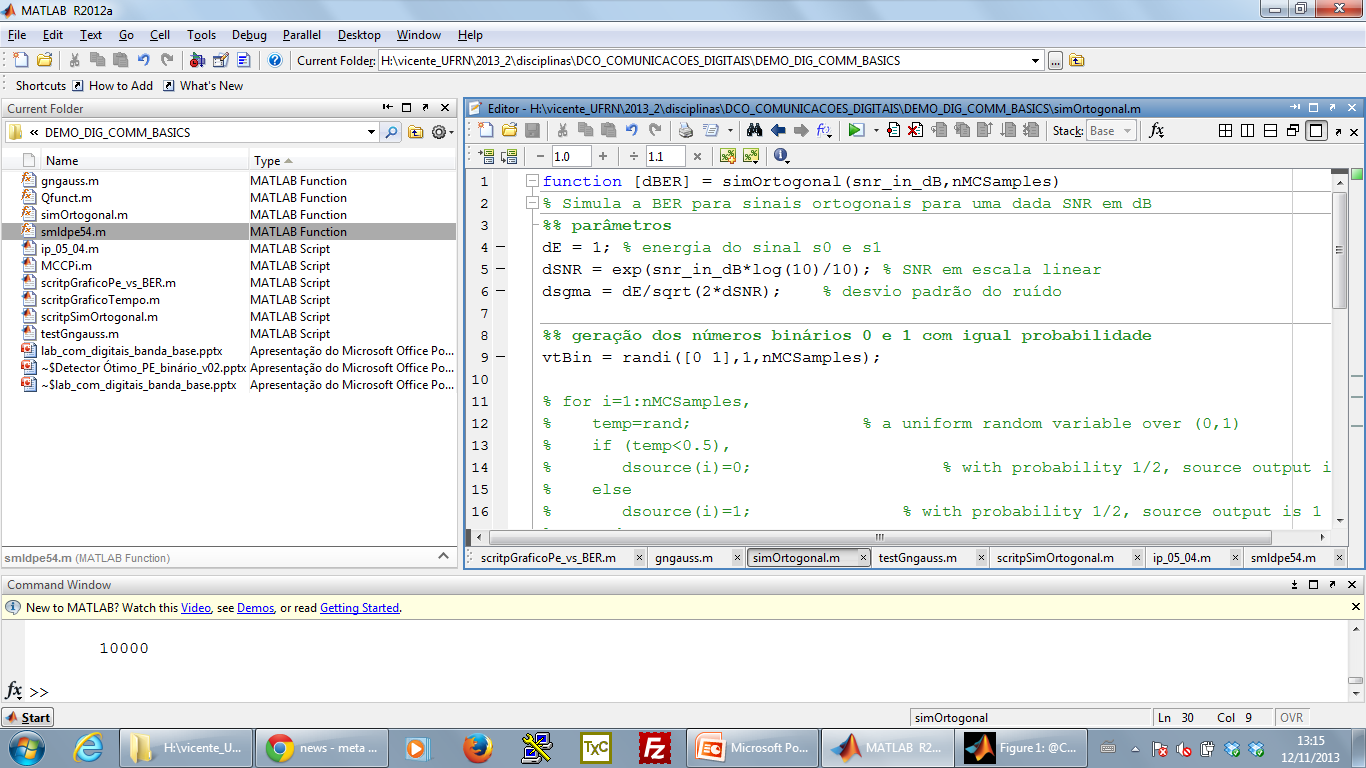 MATLAB R2012a
File Edit Text Go Cell Tools Debug Parallel Desktop Window Help
Current Folder: H:\vicente_UFRN\2013_2\disciplinas\DCO_COMUNICACOES_DIGITAIS\DEMO_DIG_COMM_BASICS
Shortcuts How to Add What's New
Current Folder
« DEMO_DIG_COMM_BASICS
Name Type
gngauss.m MATLAB Function
Qfunct.m MATLAB Function
simOrtogonal.m MATLAB Function
smldpe54.m MATLAB Function
ip_05_04.m MATLAB Script
MCCPi.m MATLAB Script
scritpGraficoPe_vs_BER.m MATLAB Script
scritpGraficoTempo.m MATLAB Script
scritpSimOrtogonal.m MATLAB Script
testGngauss.m MATLAB Script
lab_com_digitais_banda_base.pptx Apresentação do Microsoft Office Po...
~$Detector Ótimo_PE_binário_v02.pptx Apresentação do Microsoft Office Po...
~$lab_com_digitais_banda_base.pptx Apresentação do Microsoft Office Po...
smldpe54.m (MATLAB Function)
Editor - H:\vicente_UFRN\2013_2\disciplinas\DCO_COMUNICACOES_DIGITAIS\DEMO_DIG_COMM_BASICS\simOrtogonal.m
Stack: Base fx
− 1.0 + ÷ 1.1 ×
1 function [dBER] = simOrtogonal(snr_in_dB,nMCSamples)
2 % Simula a BER para sinais ortogonais para uma dada SNR em dB
3 %% parâmetros
4 – dE = 1; % energia do sinal s0 e s1
5 – dSNR = exp(snr_in_dB*log(10)/10); % SNR em escala linear
6 – dsgma = dE/sqrt(2*dSNR); % desvio padrão do ruído
7
8 %% geração dos números binários 0 e 1 com igual probabilidade
9 – vtBin = randi([0 1],1,nMCSamples);
10
11 % for i=1:nMCSamples,
12 % temp=rand; % a uniform random variable over (0,1)
13 % if (temp<0.5),
14 % dsource(i)=0; % with probability 1/2, source output i
15 % else
16 % dsource(i)=1; % with probability 1/2, source output is 1
scritpGraficoPe_vs_BER.m gngauss.m simOrtogonal.m testGngauss.m scritpSimOrtogonal.m ip_05_04.m smldpe54.m
Command Window
New to MATLAB? Watch this Video, see Demos, or read Getting Started.
10000
fx >>
Start
simOrtogonal Ln 30 Col 9 OVR
H:\vicente_U... news - meta ... TxC Fz Microsoft Po... MATLAB R2... Figure 1: @C...
13:15
12/11/2013